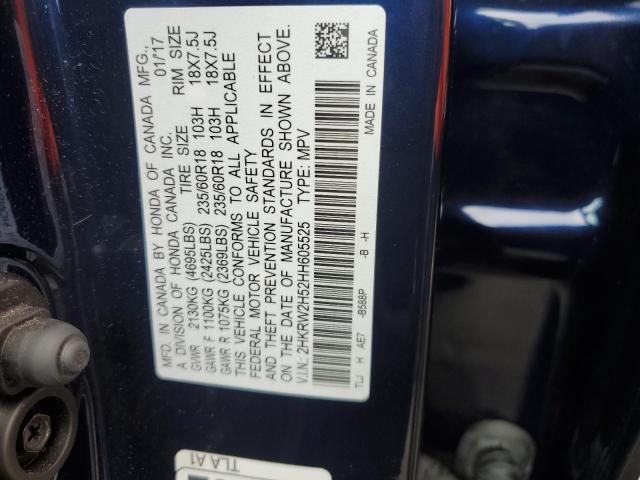 MFD. IN CANADA BY HONDA OF CANADA MFG.,
A DIVISION OF HONDA CANADA INC. 01/17
TIRE SIZE RIM SIZE
GVWR 2130KG (4695LBS)
GAWR F 1100KG (2425LBS) 235/60R18 103H 18X7.5J
GAWR R 1075KG (2369LBS) 235/60R18 103H 18X7.5J
THIS VEHICLE CONFORMS TO ALL APPLICABLE
FEDERAL MOTOR VEHICLE SAFETY
AND THEFT PREVENTION STANDARDS IN EFFECT
ON THE DATE OF MANUFACTURE SHOWN ABOVE.
V.I.N.: 2HKRW2H52HH605525 TYPE: MPV
TLJ H AE7 -B588P -B -H MADE IN CANADA
TLA A1